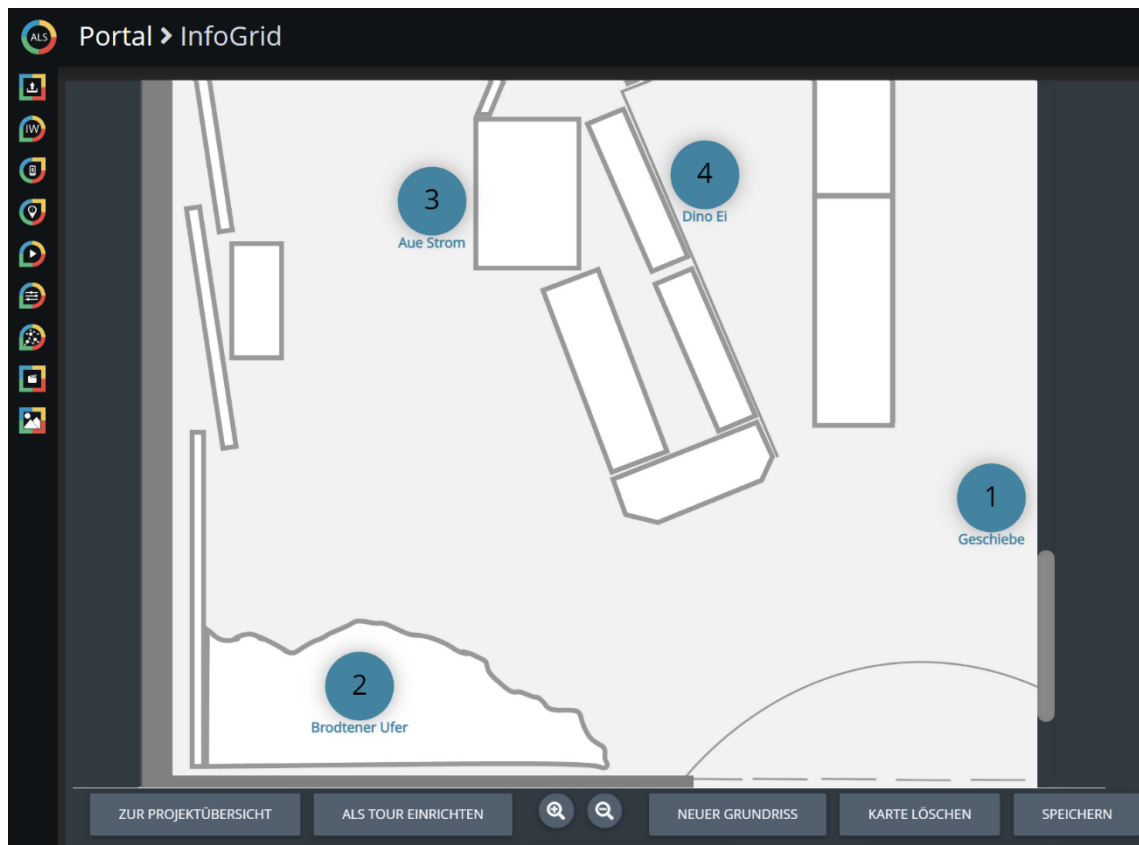 ALS
Portal > InfoGrid
IW
3
Aue Strom
4
Dino Ei
1
Geschiebe
2
Brodtener Ufer
ZUR PROJEKTÜBERSICHT
ALS TOUR EINRICHTEN
NEUER GRUNDRISS
KARTE LÖSCHEN
SPEICHERN